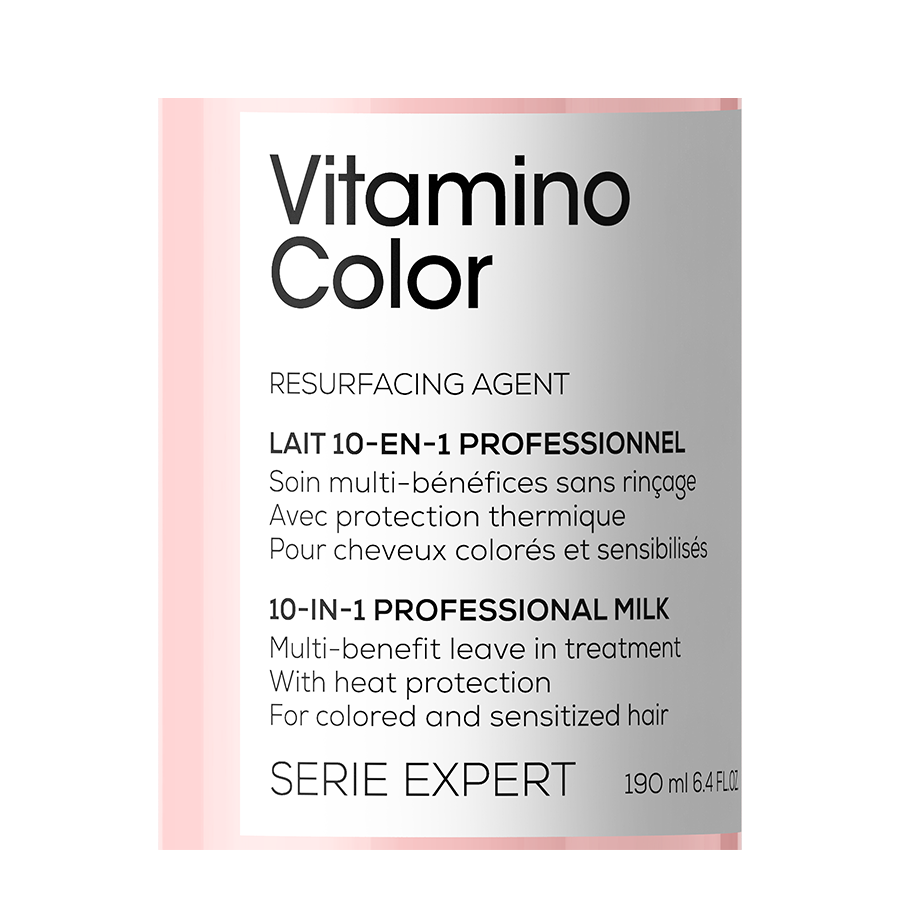 Vitamino
Color
RESURFACING AGENT
LAIT 10-EN-1 PROFESSIONNEL
Soin multi-bénéfices sans rinçage
Avec protection thermique
Pour cheveux colorés et sensibilisés
10-IN-1 PROFESSIONAL MILK
Multi-benefit leave in treatment
With heat protection
For colored and sensitized hair
SERIE EXPERT 190 ml 6.4 FL.OZ